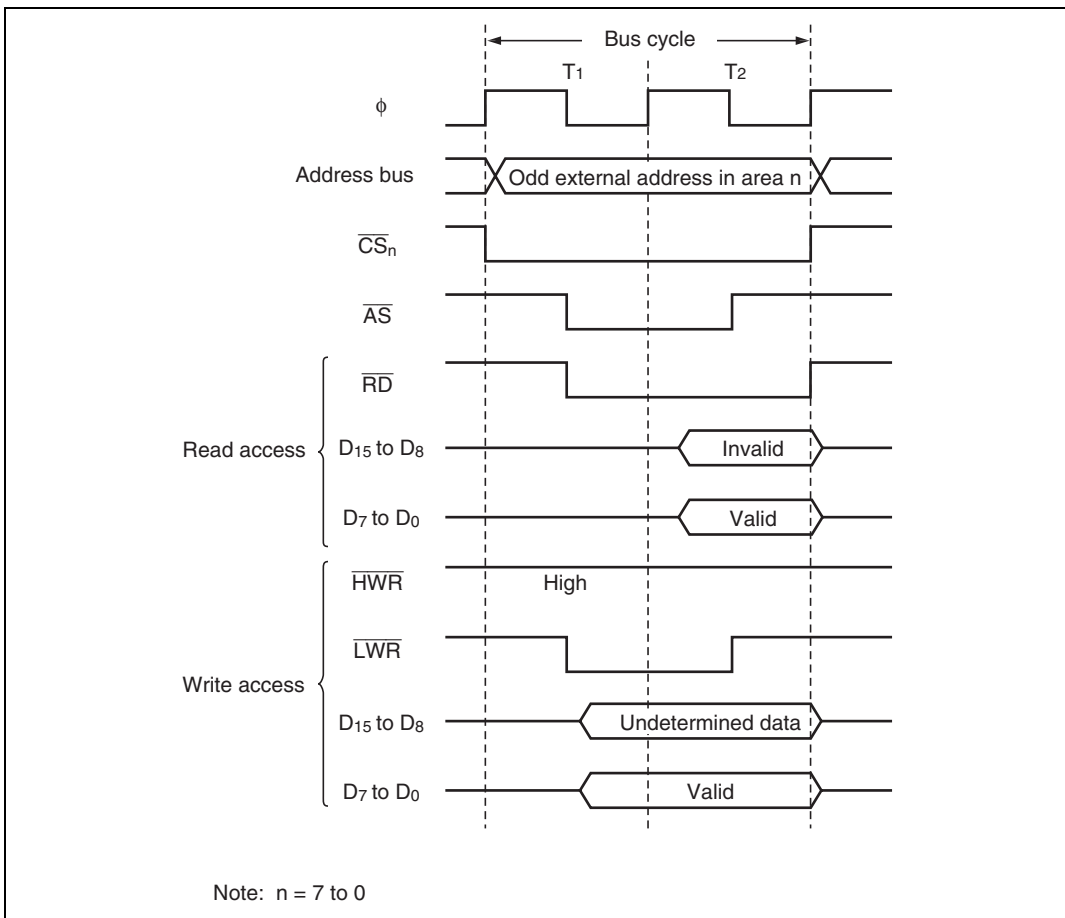 Bus cycle
T1 T2
φ
Address bus Odd external address in area n
CSn
AS
RD
Read access D15 to D8 Invalid
D7 to D0 Valid
HWR High
LWR
Write access
D15 to D8 Undetermined data
D7 to D0 Valid
Note: n = 7 to 0